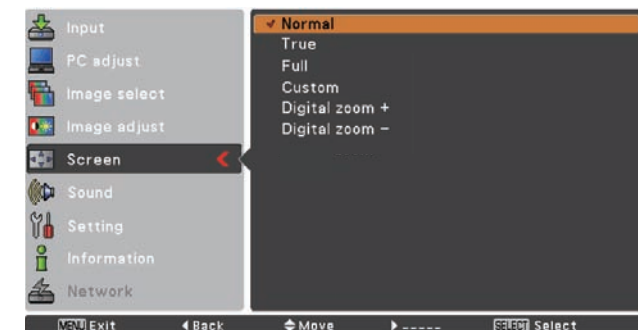 Input
PC adjust
Image select
Image adjust
Screen
Sound
Setting
Information
Network
Normal
True
Full
Custom
Digital zoom +
Digital zoom –
MENU Exit ◀Back Move ▶ ----- SELECT Select